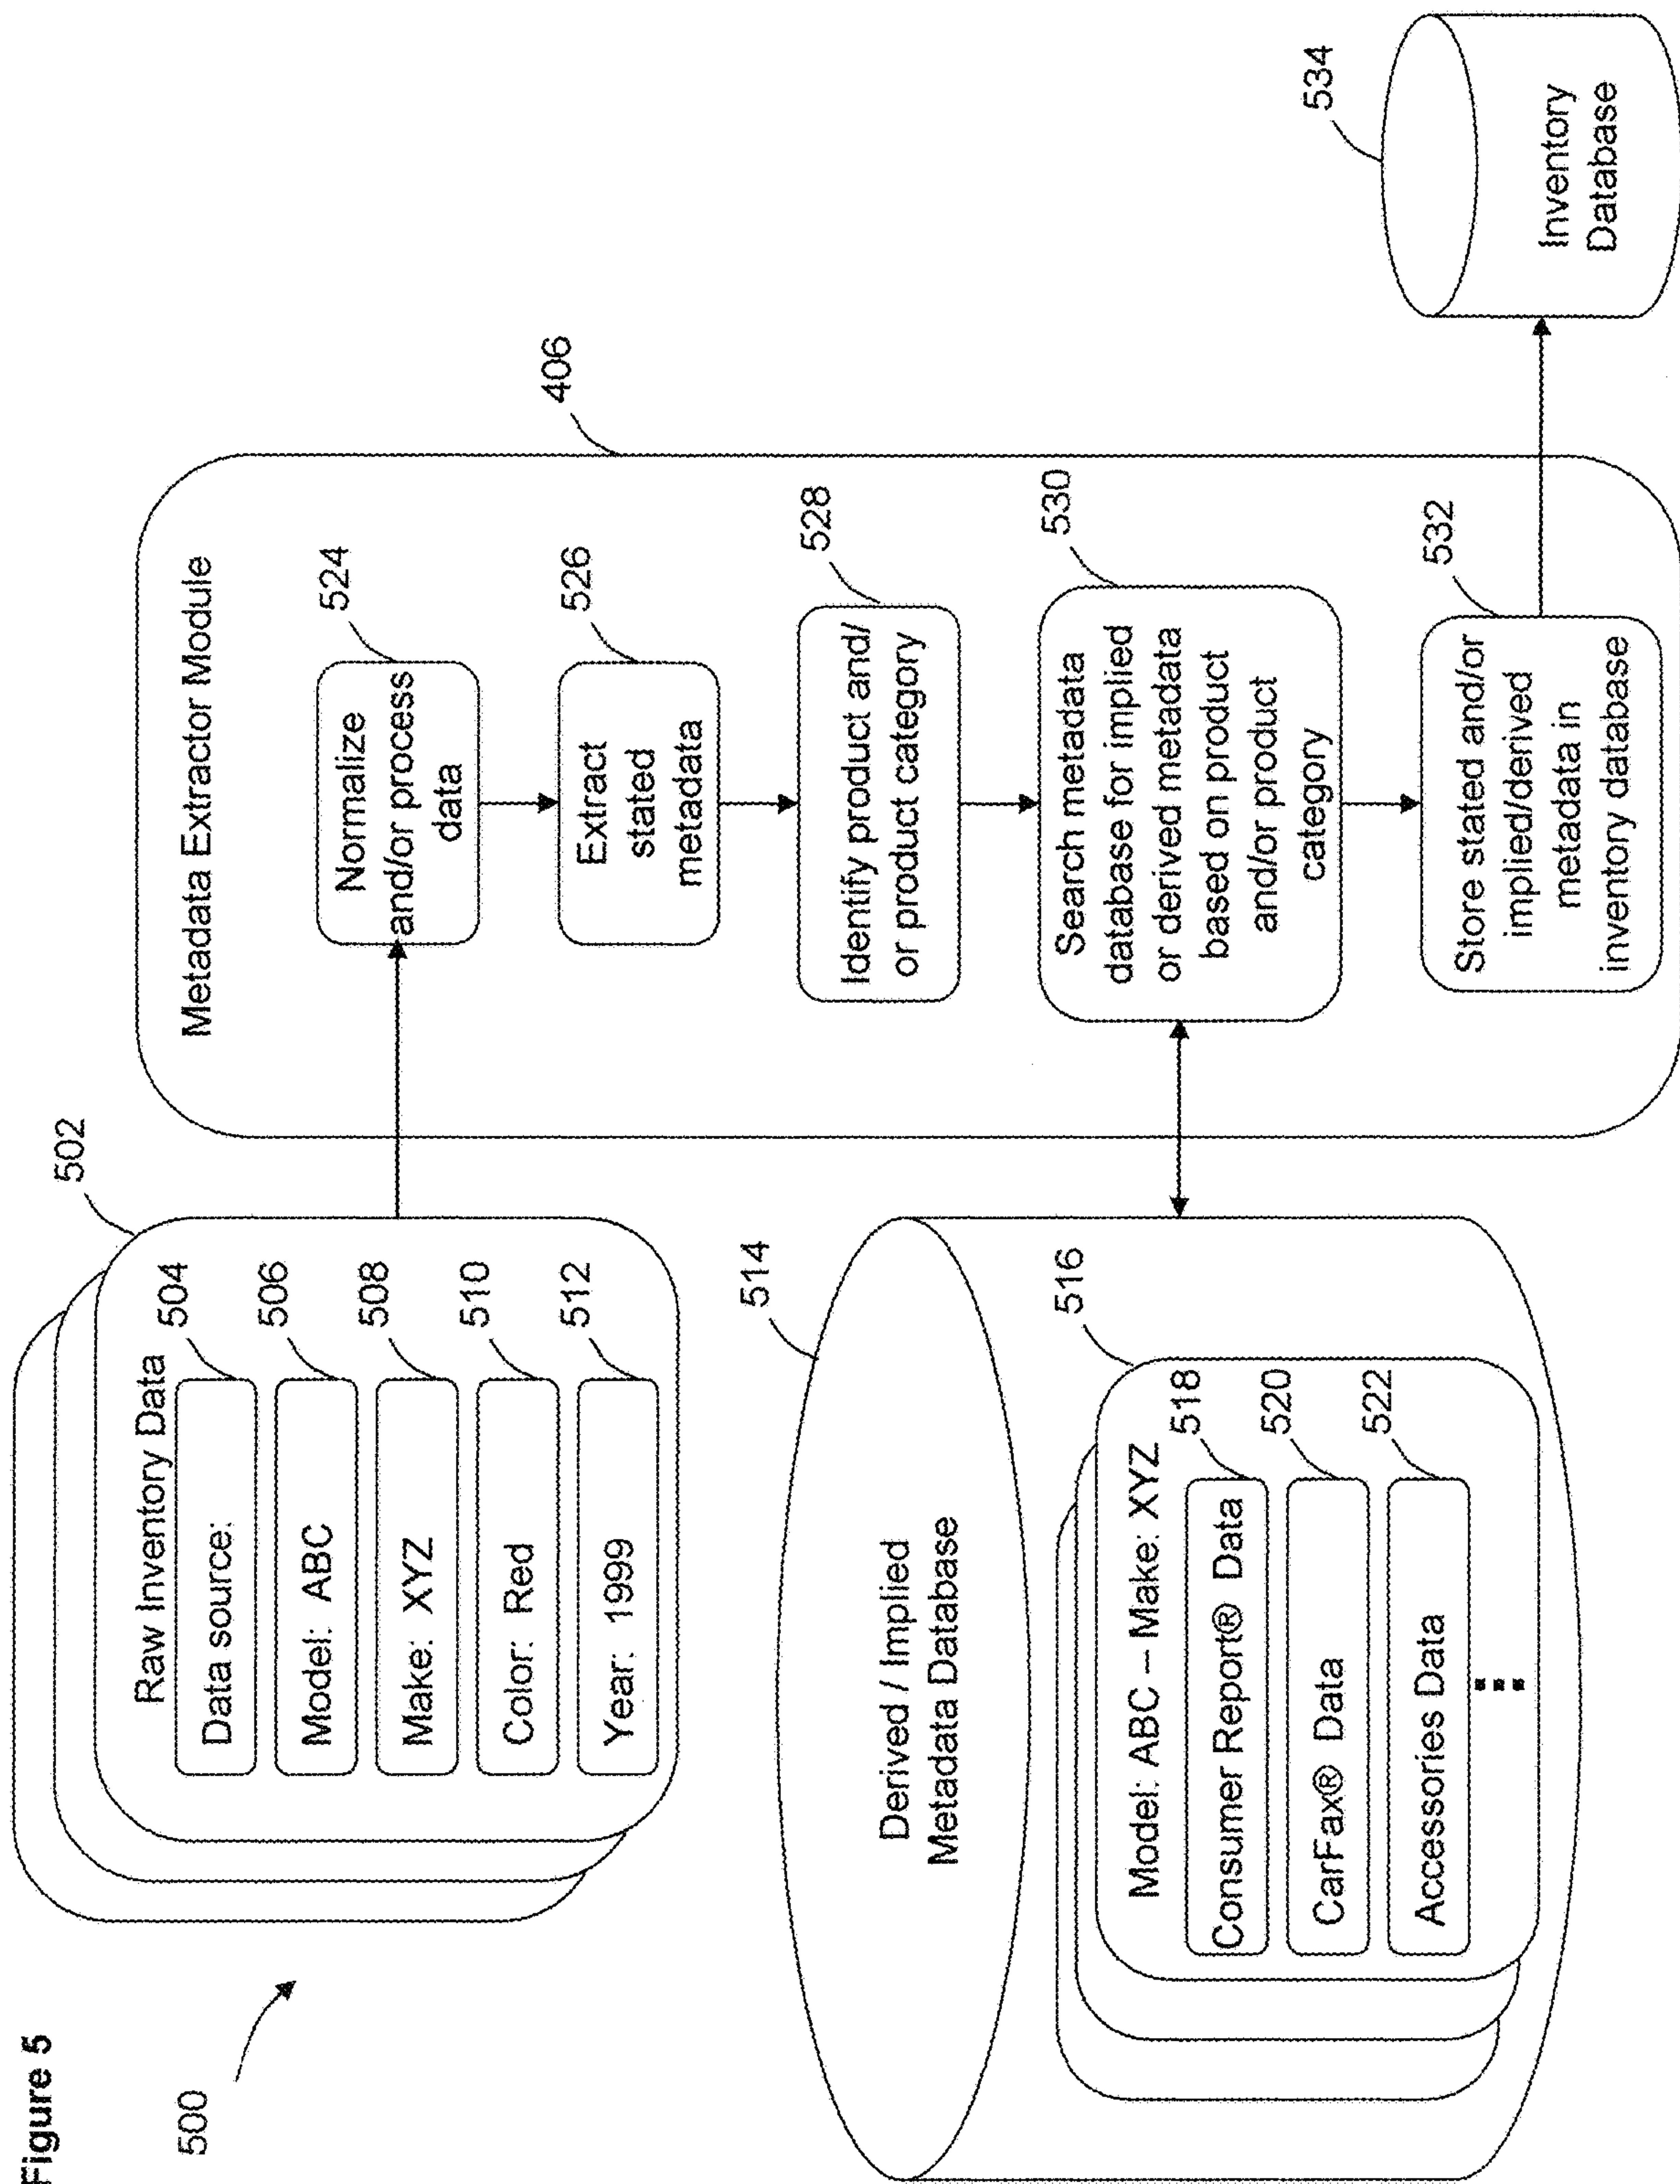 Figure 5
500
502
Raw Inventory Data
504
Data source:
506
Model: ABC
508
Make: XYZ
510
Color: Red
512
Year: 1999
514
Derived / Implied
Metadata Database
516
Model: ABC – Make: XYZ
518
Consumer Report® Data
520
CarFax® Data
522
Accessories Data
406
Metadata Extractor Module
524
Normalize
and/or process
data
526
Extract
stated
metadata
528
Identify product and/
or product category
530
Search metadata
database for implied
or derived metadata
based on product
and/or product
category
532
Store stated and/or
implied/derived
metadata in
inventory database
534
Inventory
Database